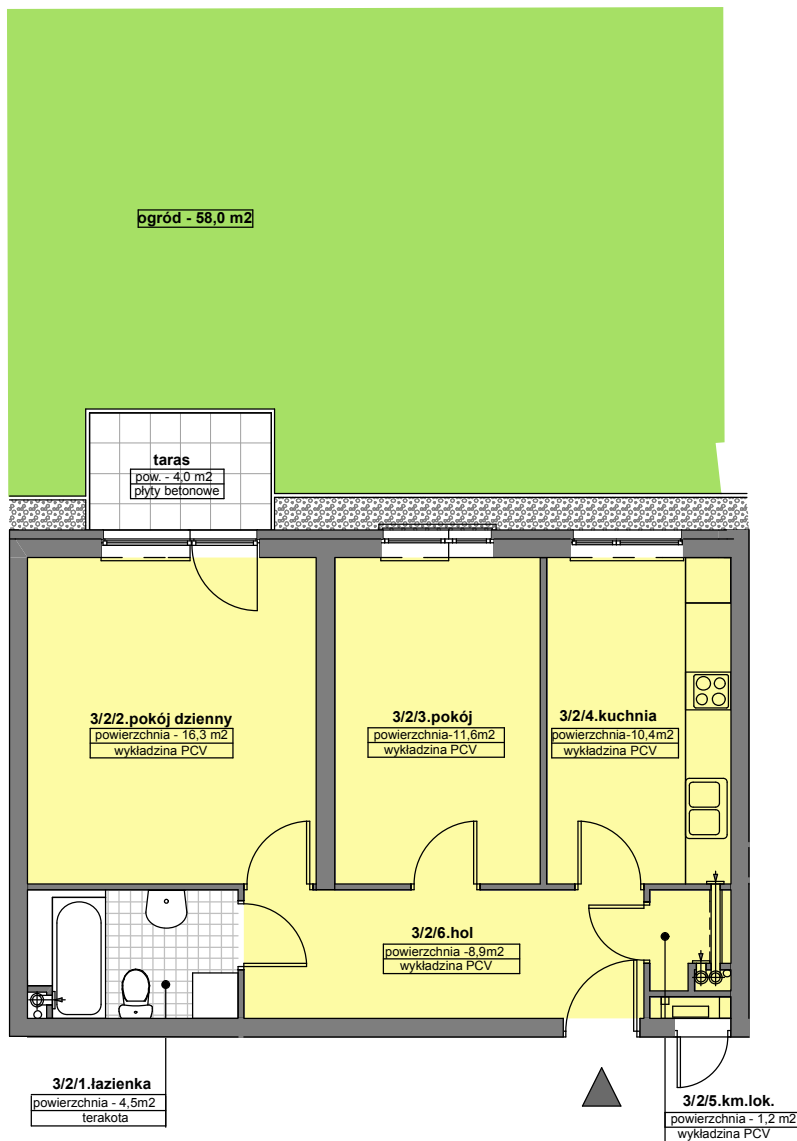 ogród - 58,0 m2
taras
pow. - 4,0 m2
płyty betonowe
3/2/2.pokój dzienny
powierzchnia - 16,3 m2
wykładzina PCV
3/2/3.pokój
powierzchnia-11,6m2
wykładzina PCV
3/2/4.kuchnia
powierzchnia-10,4m2
wykładzina PCV
3/2/6.hol
powierzchnia -8,9m2
wykładzina PCV
3/2/1.łazienka
powierzchnia - 4,5m2
terakota
3/2/5.km.lok.
powierzchnia - 1,2 m2
wykładzina PCV